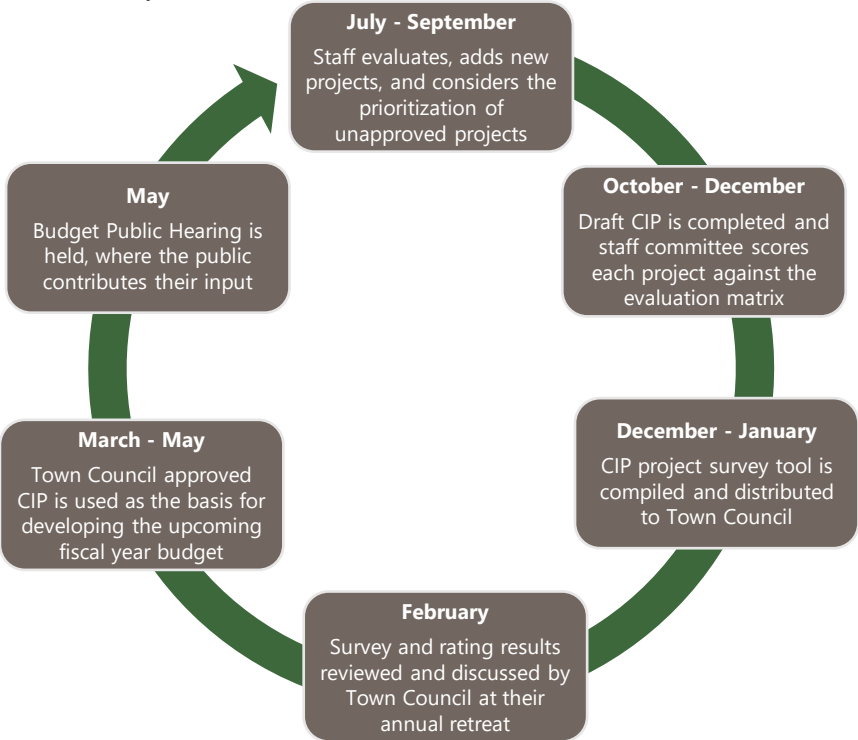 July - September
Staff evaluates, adds new
projects, and considers the
prioritization of
unapproved projects
October - December
Draft CIP is completed and
staff committee scores
each project against the
evaluation matrix
December - January
CIP project survey tool is
compiled and distributed
to Town Council
February
Survey and rating results
reviewed and discussed by
Town Council at their
annual retreat
March - May
Town Council approved
CIP is used as the basis for
developing the upcoming
fiscal year budget
May
Budget Public Hearing is
held, where the public
contributes their input